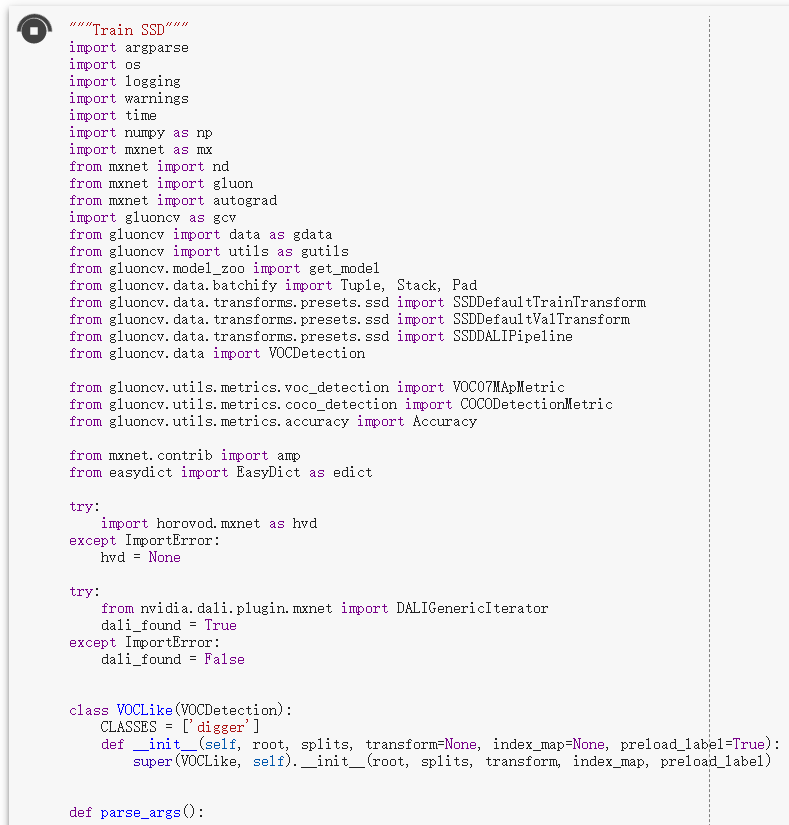 """Train SSD"""
import argparse
import os
import logging
import warnings
import time
import numpy as np
import mxnet as mx
from mxnet import nd
from mxnet import gluon
from mxnet import autograd
import gluoncv as gcv
from gluoncv import data as gdata
from gluoncv import utils as gutils
from gluoncv.model_zoo import get_model
from gluoncv.data.batchify import Tuple, Stack, Pad
from gluoncv.data.transforms.presets.ssd import SSDDefaultTrainTransform
from gluoncv.data.transforms.presets.ssd import SSDDefaultValTransform
from gluoncv.data.transforms.presets.ssd import SSDDALIPipeline
from gluoncv.data import VOCDetection

from gluoncv.utils.metrics.voc_detection import VOC07MApMetric
from gluoncv.utils.metrics.coco_detection import COCODetectionMetric
from gluoncv.utils.metrics.accuracy import Accuracy

from mxnet.contrib import amp
from easydict import EasyDict as edict

try:
    import horovod.mxnet as hvd
except ImportError:
    hvd = None

try:
    from nvidia.dali.plugin.mxnet import DALIGenericIterator
    dali_found = True
except ImportError:
    dali_found = False


class VOCLike(VOCDetection):
    CLASSES = ['digger']
    def __init__(self, root, splits, transform=None, index_map=None, preload_label=True):
        super(VOCLike, self).__init__(root, splits, transform, index_map, preload_label)


def parse_args():